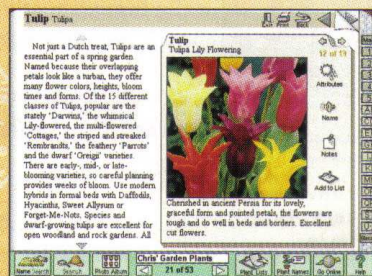 Tulip Tulipa
Exit Print Back
Not just a Dutch treat, Tulips are an
essential part of a spring garden.
Named because their overlapping
petals look like a turban, they offer
many flower colors, heights, bloom
times and forms. Of the 15 different
classes of Tulips, popular are the
stately 'Darwins,' the whimsical
Lily-flowered, the multi-flowered
'Cottages,' the striped and streaked
'Rembrandts,' the feathery 'Parrots'
and the dwarf 'Greigii' varieties.
There are early-, mid-, or late-
blooming varieties, so careful planning
provides weeks of bloom. Use modern
hybrids in formal beds with Daffodils,
Hyacinths, Sweet Allysum or
Forget-Me-Nots. Species and
dwarf-growing tulips are excellent for
open woodland and rock gardens. All
Tulip
Tulipa Lily Flowering
12 of 19
Attributes
Name
Notes
Add to List
Cherished in ancient Persia for its lovely,
graceful form and pointed petals, the flowers are
tough and do well in beds and borders. Excellent
cut flowers.
Name Search
Search
Photo Album
Chris' Garden Plants
21 of 53
Plant Lists
Plant Names
Go Online
Help